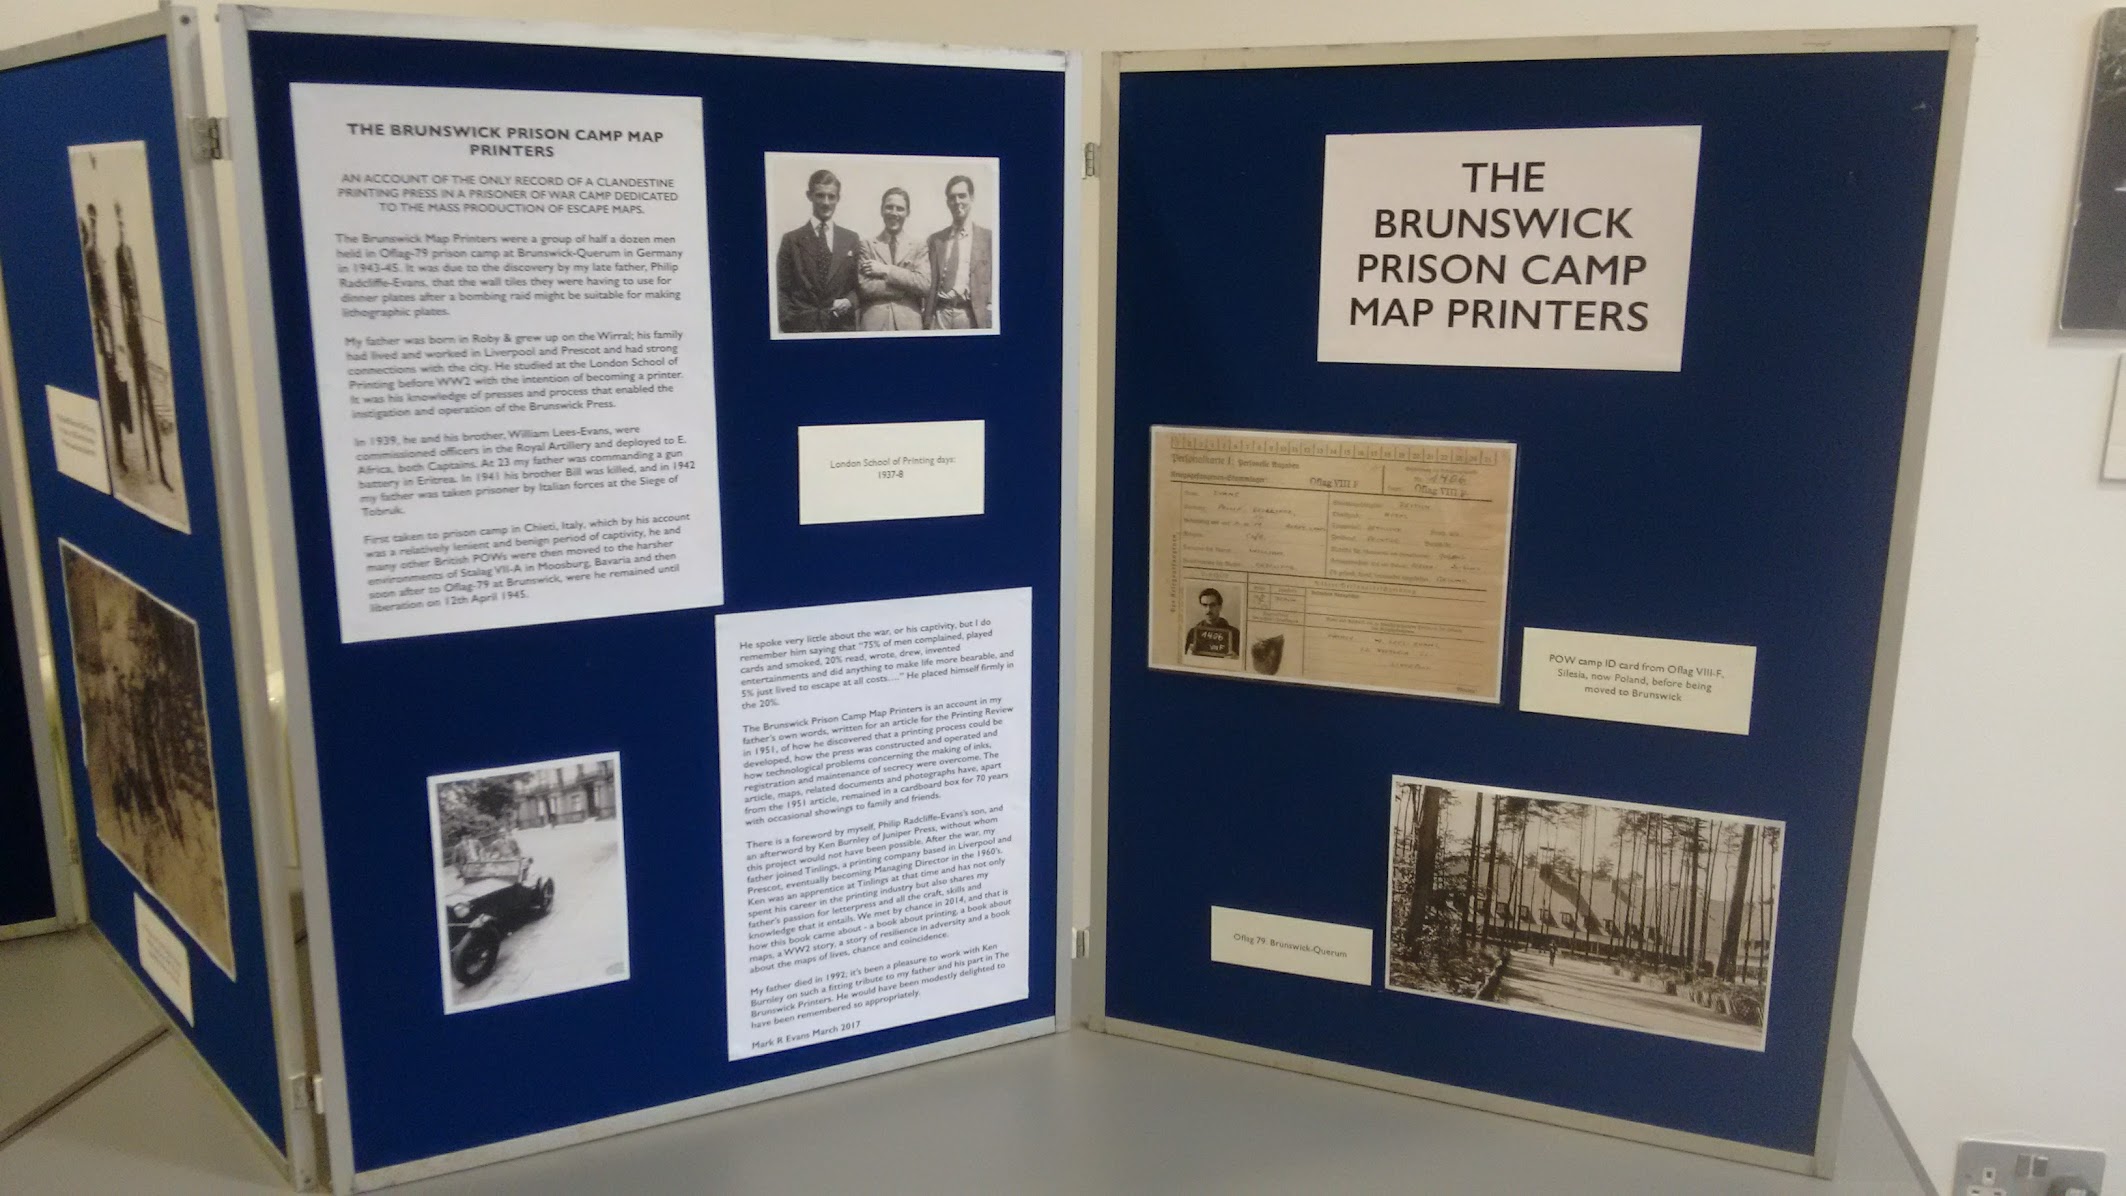 THE BRUNSWICK PRISON CAMP MAP
PRINTERS
AN ACCOUNT OF THE ONLY RECORD OF A CLANDESTINE
PRINTING PRESS IN A PRISONER OF WAR CAMP DEDICATED
TO THE MASS PRODUCTION OF ESCAPE MAPS.
The Brunswick Map Printers were a group of half a dozen men
held in Oflag-79 prison camp at Brunswick-Querum in Germany
in 1943-45. It was due to the discovery by my late father, Philip
Radcliffe-Evans, that the wall tiles they were having to use for
dinner plates after a bombing raid might be suitable for making
lithographic plates.
My father was born in Roby & grew up on the Wirral; his family
had lived and worked in Liverpool and Prescot and had strong
connections with the city. He studied at the London School of
Printing before WW2 with the intention of becoming a printer.
It was his knowledge of presses and process that enabled the
instigation and operation of the Brunswick Press.
In 1939, he and his brother, William Lees-Evans, were
commissioned officers in the Royal Artillery and deployed to E.
Africa, both Captains. At 23 my father was commanding a gun
battery in Eritrea. In 1941 his brother Bill was killed, and in 1942
my father was taken prisoner by Italian forces at the Siege of
Tobruk.
First taken to prison camp in Chieti, Italy, which by his account
was a relatively lenient and benign period of captivity, he and
many other British POWs were then moved to the harsher
environments of Stalag VII-A in Moosburg, Bavaria and then
soon after to Oflag-79 at Brunswick, were he remained until
liberation on 12th April 1945.
London School of Printing days;
1937-8
He spoke very little about the war, or his captivity, but I do
remember him saying that "75% of men complained, played
cards and smoked, 20% read, wrote, drew, invented
entertainments and did anything to make life more bearable, and
5% just lived to escape at all costs...." He placed himself firmly in
the 20%.
The Brunswick Prison Camp Map Printers is an account in my
father's own words, written for an article for the Printing Review
in 1951, of how he discovered that a printing process could be
developed, how the press was constructed and operated and
how technological problems concerning the making of inks,
registration and maintenance of secrecy were overcome. The
article, maps, related documents and photographs have, apart
from the 1951 article, remained in a cardboard box for 70 years
with occasional showings to family and friends.
There is a foreword by myself, Philip Radcliffe-Evans's son, and
an afterword by Ken Burnley of Juniper Press, without whom
this project would not have been possible. After the war, my
father joined Tinlings, a printing company based in Liverpool and
Prescot, eventually becoming Managing Director in the 1960's.
Ken was an apprentice at Tinlings at that time and has not only
spent his career in the printing industry but also shares my
father's passion for letterpress and all the craft, skills and
knowledge that it entails. We met by chance in 2014, and that is
how this book came about - a book about printing, a book about
maps, a WW2 story, a story of resilience in adversity and a book
about the maps of lives, chance and coincidence.
My father died in 1992; it's been a pleasure to work with Ken
Burnley on such a fitting tribute to my father and his part in The
Brunswick Printers. He would have been modestly delighted to
have been remembered so appropriately.
Mark R Evans March 2017
THE
BRUNSWICK
PRISON CAMP
MAP PRINTERS
Personalkarte I: Personelle Angaben
Oflag VIII F
Oflag VIII F
1406
VIII F
POW camp ID card from Oflag VIII-F,
Silesia, now Poland, before being
moved to Brunswick
Oflag 79. Brunswick-Querum